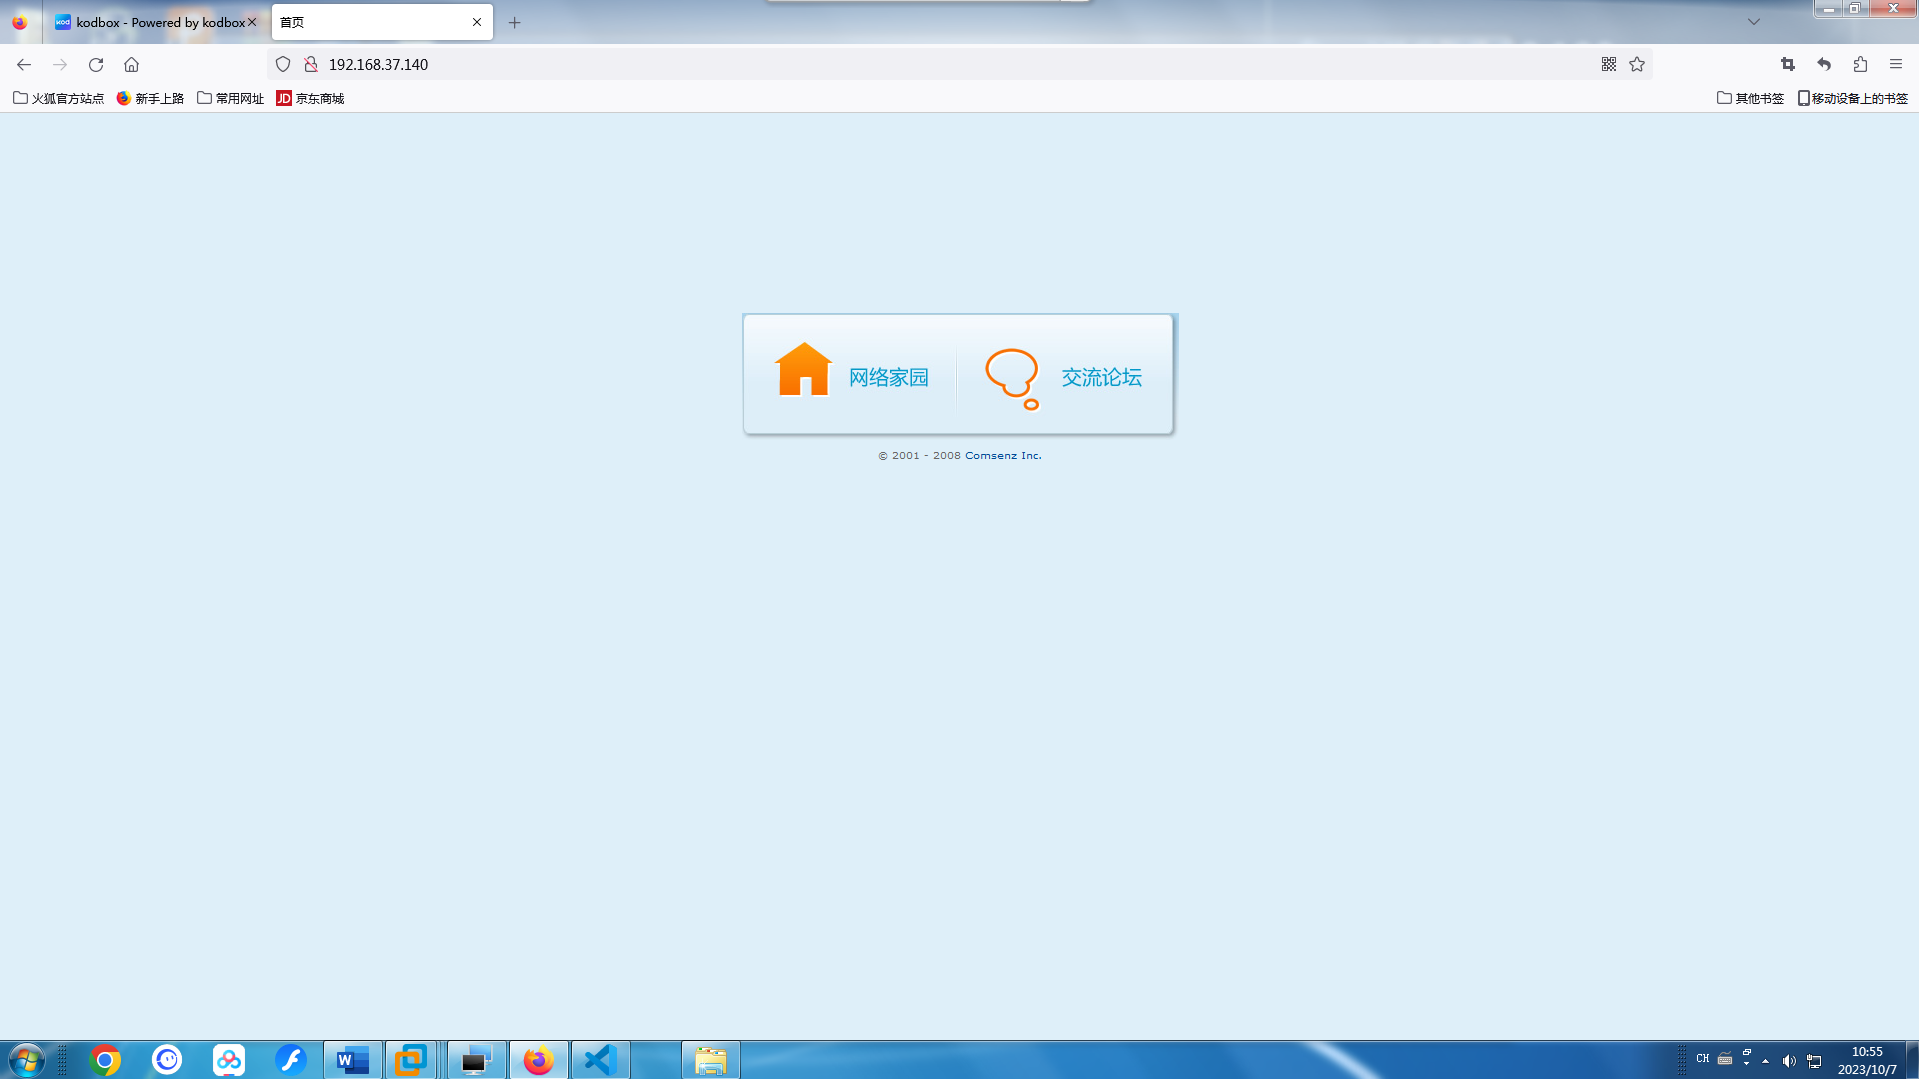 kodbox - Powered by kodbox
首页
192.168.37.140
火狐官方站点 新手上路 常用网址 JD 京东商城 其他书签 移动设备上的书签
网络家园 交流论坛
© 2001 - 2008 Comsenz Inc.
CH 10:55
2023/10/7